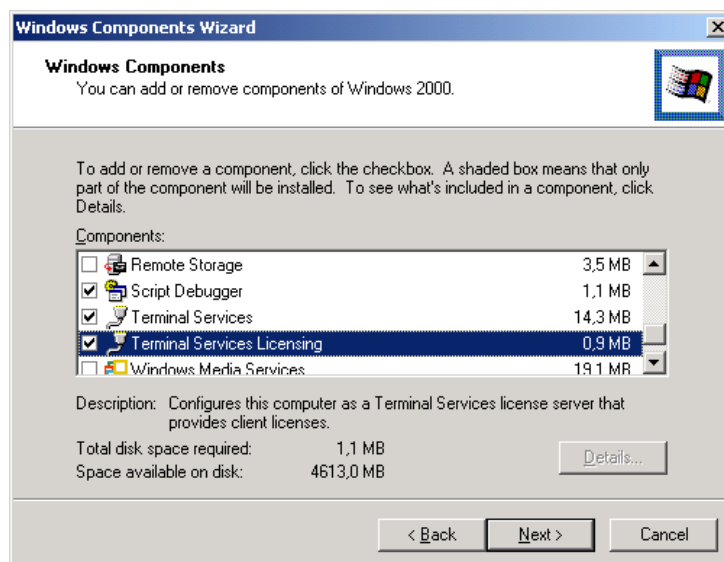 Windows Components Wizard
Windows Components
You can add or remove components of Windows 2000.
To add or remove a component, click the checkbox. A shaded box means that only
part of the component will be installed. To see what's included in a component, click
Details.
Components:
Remote Storage 3,5 MB
Script Debugger 1,1 MB
Terminal Services 14,3 MB
Terminal Services Licensing 0,9 MB
Windows Media Services 19,1 MB
Description: Configures this computer as a Terminal Services license server that
provides client licenses.
Total disk space required: 1,1 MB
Space available on disk: 4613,0 MB
Details...
< Back Next > Cancel